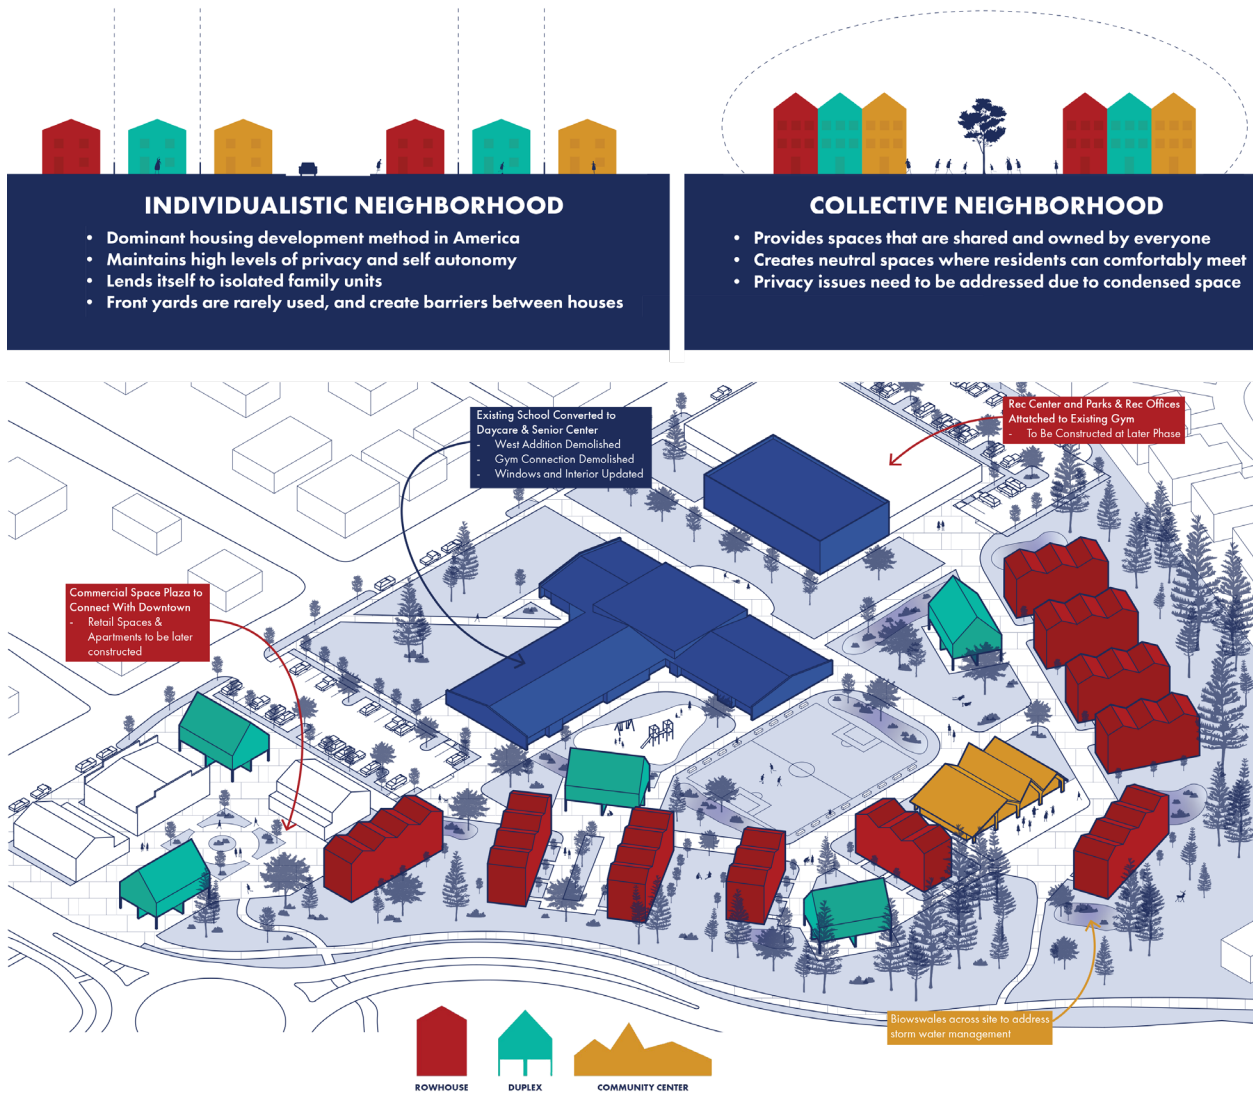 INDIVIDUALISTIC NEIGHBORHOOD
• Dominant housing development method in America
• Maintains high levels of privacy and self autonomy
• Lends itself to isolated family units
• Front yards are rarely used, and create barriers between houses
COLLECTIVE NEIGHBORHOOD
• Provides spaces that are shared and owned by everyone
• Creates neutral spaces where residents can comfortably meet
• Privacy issues need to be addressed due to condensed space
Existing School Converted to
Daycare & Senior Center
- West Addition Demolished
- Gym Connection Demolished
- Windows and Interior Updated
Rec Center and Parks & Rec Offices
Attatched to Existing Gym
- To Be Constructed at Later Phase
Commercial Space Plaza to
Connect With Downtown
- Retail Spaces &
Apartments to be later
constructed
Biowswales across site to address
storm water management
ROWHOUSE
DUPLEX
COMMUNITY CENTER